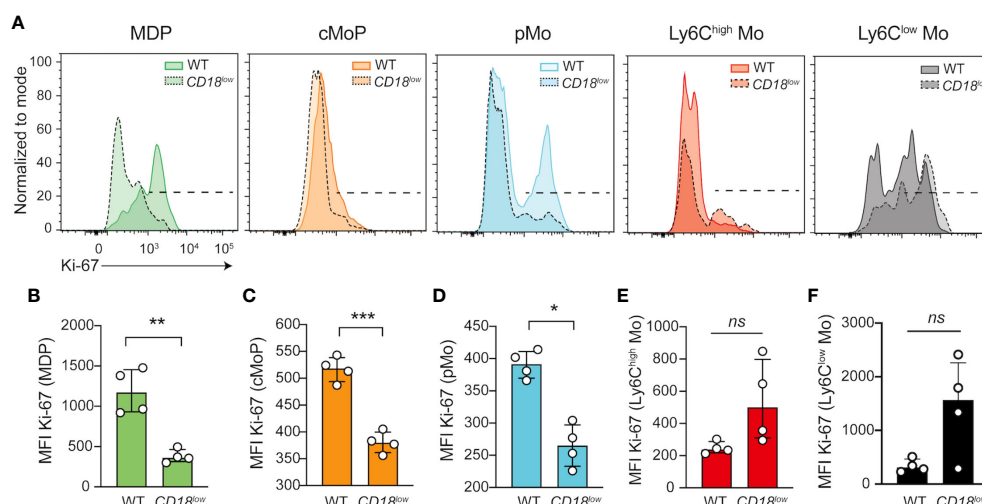 A
MDP
cMoP
pMo
Ly6Chigh Mo
Ly6Clow Mo
Normalized to mode
100
80
60
40
20
0
WT
CD18low
WT
CD18low
WT
CD18low
WT
CD18low
WT
CD18lo
0 10³ 10⁴ 10⁵
Ki-67
B
MFI Ki-67 (MDP)
2000
1500
1000
500
0
**
WT CD18low
C
MFI Ki-67 (cMoP)
600
550
500
450
400
350
300
***
WT CD18low
D
MFI Ki-67 (pMo)
450
400
350
300
250
*
WT CD18low
E
MFI Ki-67 (Ly6Chigh Mo)
1000
800
600
400
200
0
ns
WT CD18low
F
MFI Ki-67 (Ly6Clow Mo)
3000
2000
1000
0
ns
WT CD18low